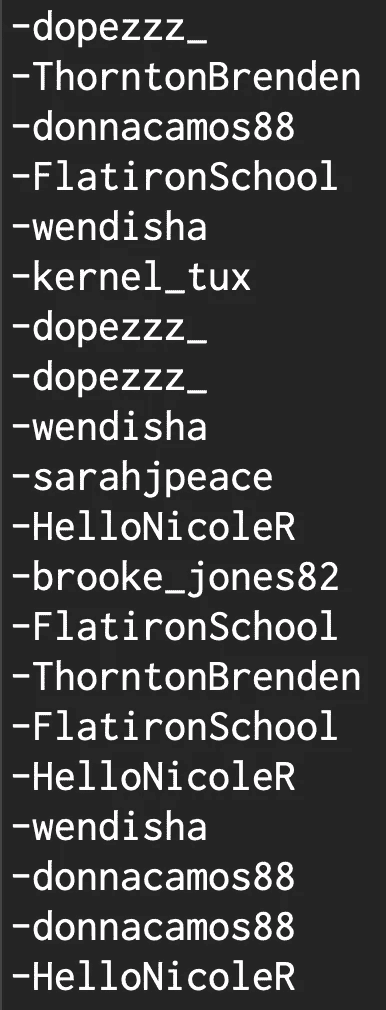 -dopezzz_
-ThorntonBrenden
-donnacamos88
-FlatironSchool
-wendisha
-kernel_tux
-dopezzz_
-dopezzz_
-wendisha
-sarahjpeace
-HelloNicoleR
-brooke_jones82
-FlatironSchool
-ThorntonBrenden
-FlatironSchool
-HelloNicoleR
-wendisha
-donnacamos88
-donnacamos88
-HelloNicoleR